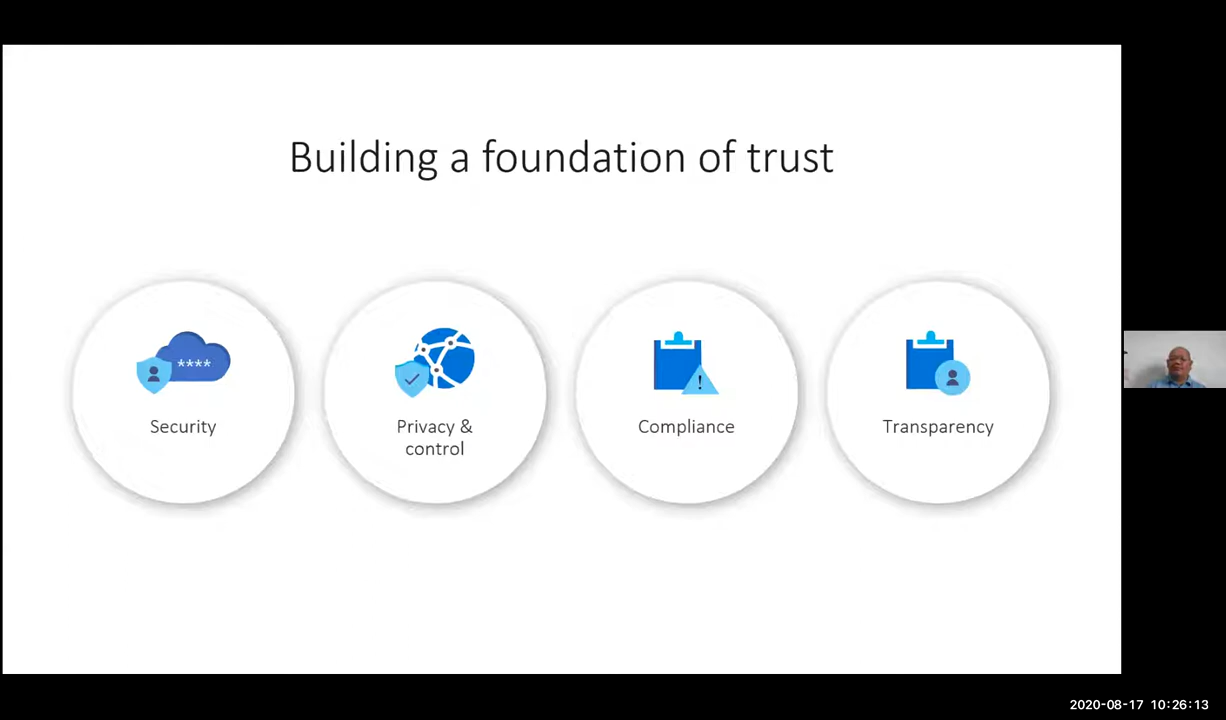 Building a foundation of trust
****
Security
Privacy &
control
!
Compliance
Transparency
2020-08-17 10:26:13